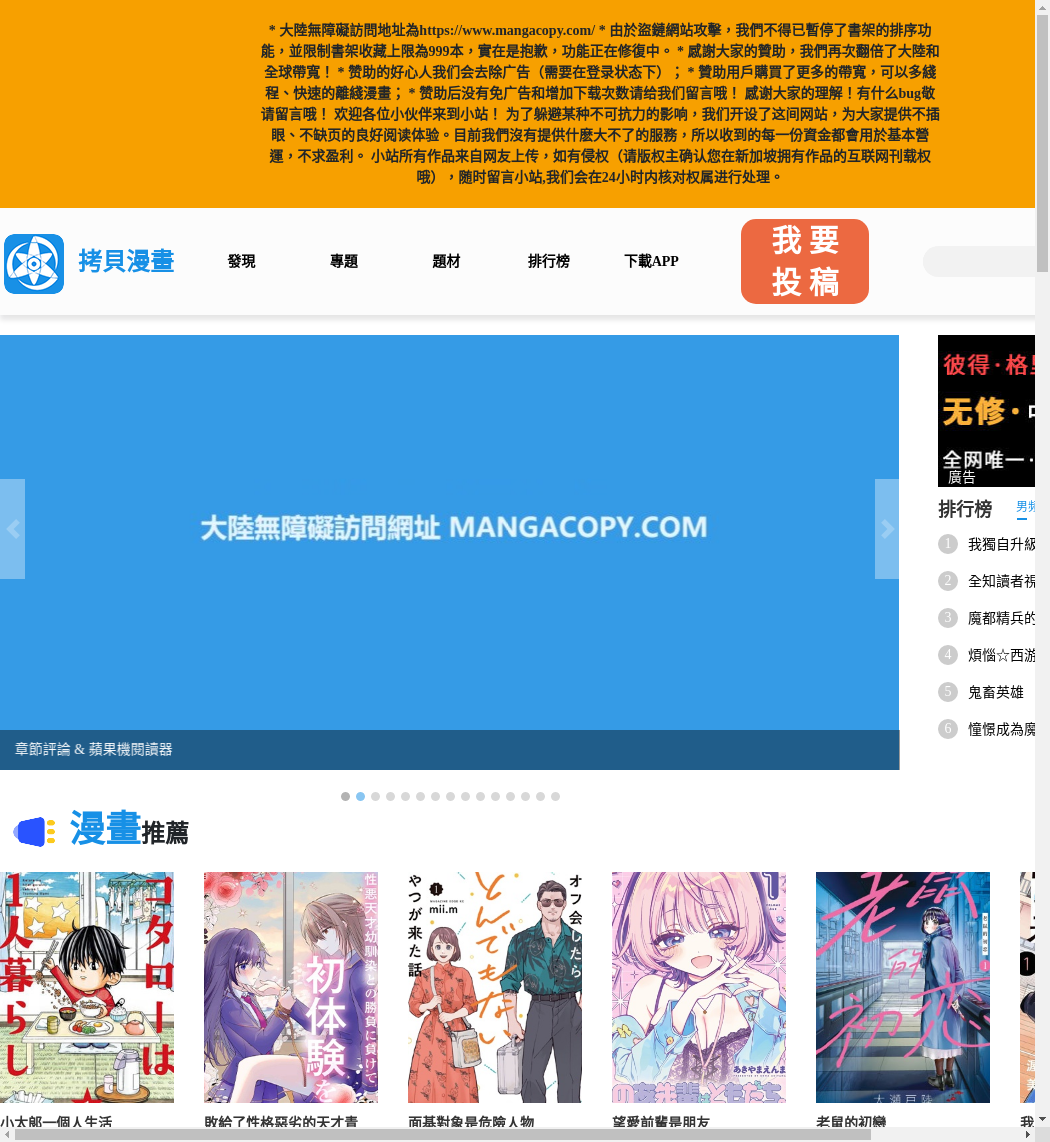 * 大陸無障礙訪問地址為https://www.mangacopy.com/ * 由於盜鏈網站攻擊，我們不得已暫停了書架的排序功
能，並限制書架收藏上限為999本，實在是抱歉，功能正在修復中。 * 感謝大家的贊助，我們再次翻倍了大陸和
全球帶寬！ * 赞助的好心人我们会去除广告（需要在登录状态下）； * 贊助用戶購買了更多的帶寬，可以多綫
程、快速的離綫漫畫； * 赞助后没有免广告和增加下载次数请给我们留言哦！ 感谢大家的理解！有什么bug敬
请留言哦！ 欢迎各位小伙伴来到小站！ 为了躲避某种不可抗力的影响，我们开设了这间网站，为大家提供不插
眼、不缺页的良好阅读体验。目前我們沒有提供什麽大不了的服務，所以收到的每一份資金都會用於基本營
運，不求盈利。 小站所有作品来自网友上传，如有侵权（请版权主确认您在新加坡拥有作品的互联网刊载权
哦），随时留言小站,我们会在24小时内核对权属进行处理。
拷貝漫畫
發現
專題
題材
排行榜
下載APP
我 要
投 稿
大陸無障礙訪問網址 MANGACOPY.COM
章節評論 & 蘋果機閱讀器
彼得·格里
无修·
全网唯一·
廣告
排行榜
男頻
1 我獨自升級
2 全知讀者視
3 魔都精兵的
4 煩惱☆西游
5 鬼畜英雄
6 憧憬成為魔
漫畫推薦
コタローは
1人暮らし
性悪天才幼馴染との勝負に負けて
初体験を
オフ会したら
とんでもない
やつが来た話
1
mii.m
1
あきやまえんま
老鼠的初恋
大瀬戸陸
1
小太郎一個人生活
敗給了性格惡劣的天才青
面基對象是危險人物
望愛前輩是朋友
老鼠的初戀
我